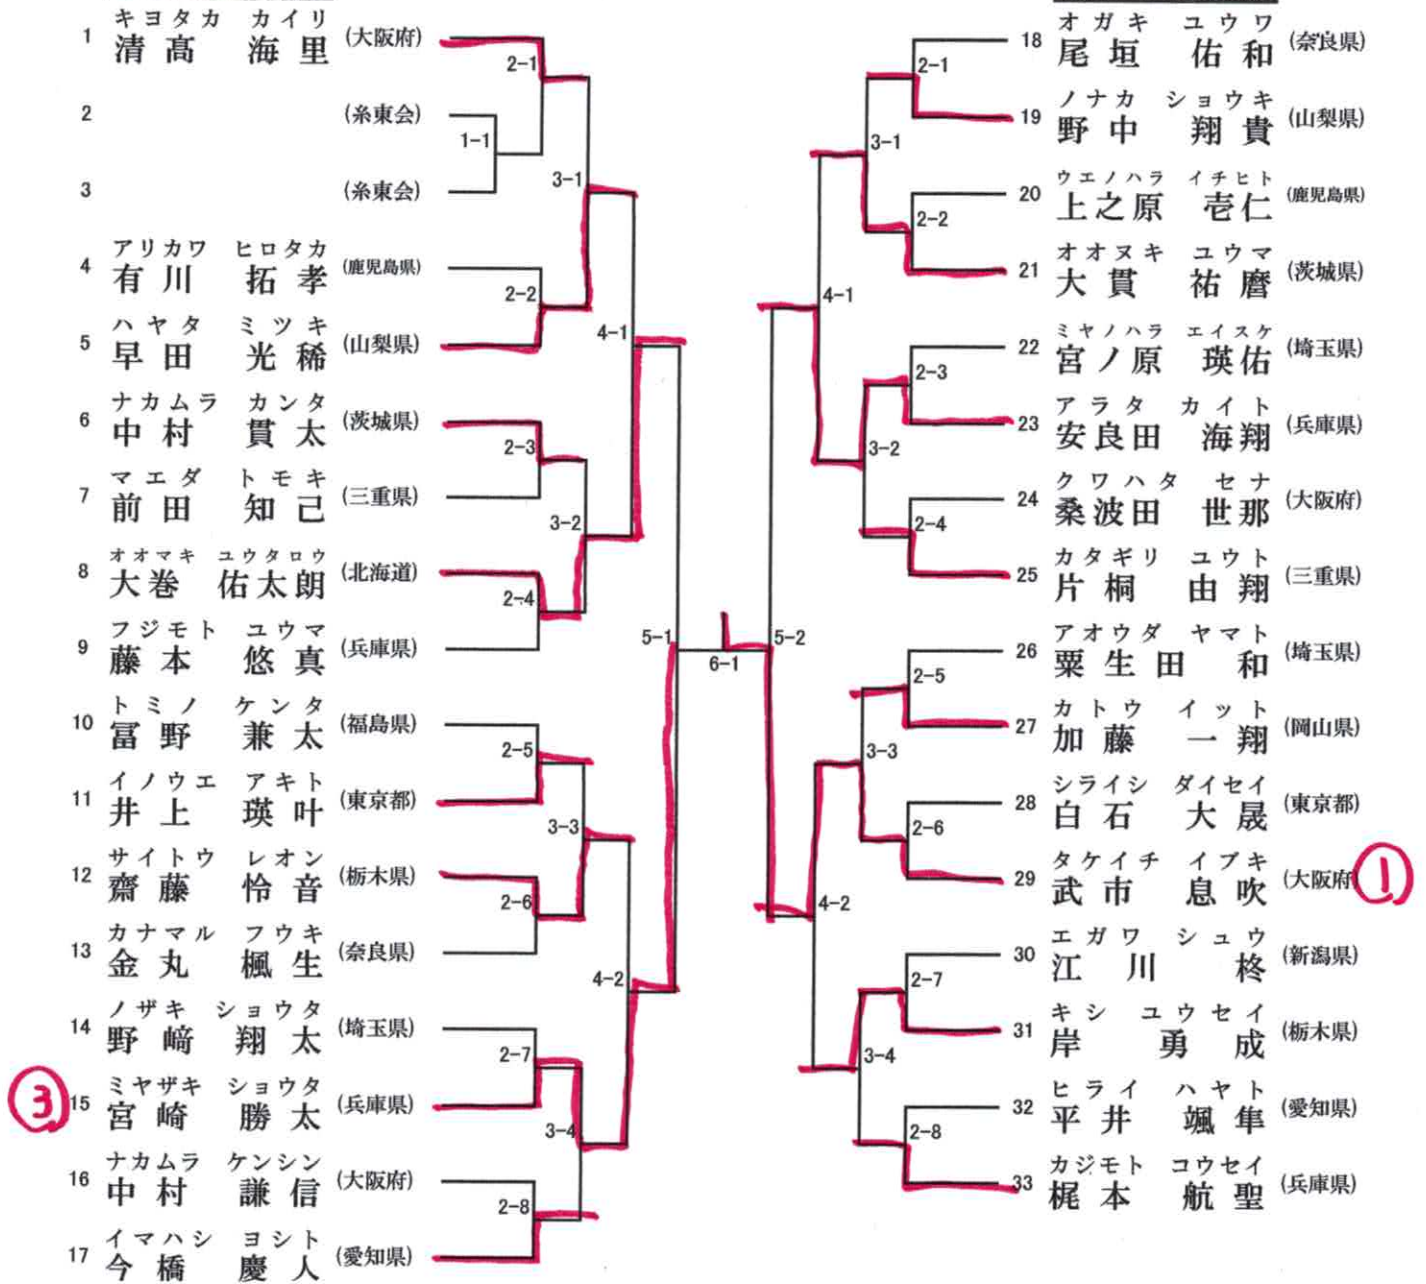 キヨタカ カイリ
1 清髙 海里 (大阪府)
2 (糸東会)
3 (糸東会)
アリカワ ヒロタカ
4 有川 拓孝 (鹿児島県)
ハヤタ ミツキ
5 早田 光稀 (山梨県)
ナカムラ カンタ
6 中村 貫太 (茨城県)
マエダ トモキ
7 前田 知己 (三重県)
オオマキ ユウタロウ
8 大巻 佑太朗 (北海道)
フジモト ユウマ
9 藤本 悠真 (兵庫県)
トミノ ケンタ
10 冨野 兼太 (福島県)
イノウエ アキト
11 井上 瑛叶 (東京都)
サイトウ レオン
12 齋藤 怜音 (栃木県)
カナマル フウキ
13 金丸 楓生 (奈良県)
ノザキ ショウタ
14 野﨑 翔太 (埼玉県)
ミヤザキ ショウタ
③ 15 宮崎 勝太 (兵庫県)
ナカムラ ケンシン
16 中村 謙信 (大阪府)
イマハシ ヨシト
17 今橋 慶人 (愛知県)
2-1
1-1
3-1
2-2
4-1
2-3
3-2
2-4
5-1
2-5
3-3
2-6
4-2
2-7
3-4
2-8
6-1
5-2
2-1
3-1
2-2
4-1
2-3
3-2
2-4
2-5
3-3
2-6
4-2
2-7
3-4
2-8
オガキ ユウワ
18 尾垣 佑和 (奈良県)
ノナカ ショウキ
19 野中 翔貴 (山梨県)
ウエノハラ イチヒト
20 上之原 壱仁 (鹿児島県)
オオヌキ ユウマ
21 大貫 祐麿 (茨城県)
ミヤノハラ エイスケ
22 宮ノ原 瑛佑 (埼玉県)
アラタ カイト
23 安良田 海翔 (兵庫県)
クワハタ セナ
24 桑波田 世那 (大阪府)
カタギリ ユウト
25 片桐 由翔 (三重県)
アオウダ ヤマト
26 粟生田 和 (埼玉県)
カトウ イット
27 加藤 一翔 (岡山県)
シライシ ダイセイ
28 白石 大晟 (東京都)
タケイチ イブキ
29 武市 息吹 (大阪府) ①
エガワ シュウ
30 江川 柊 (新潟県)
キシ ユウセイ
31 岸 勇成 (栃木県)
ヒライ ハヤト
32 平井 颯隼 (愛知県)
カジモト コウセイ
33 梶本 航聖 (兵庫県)